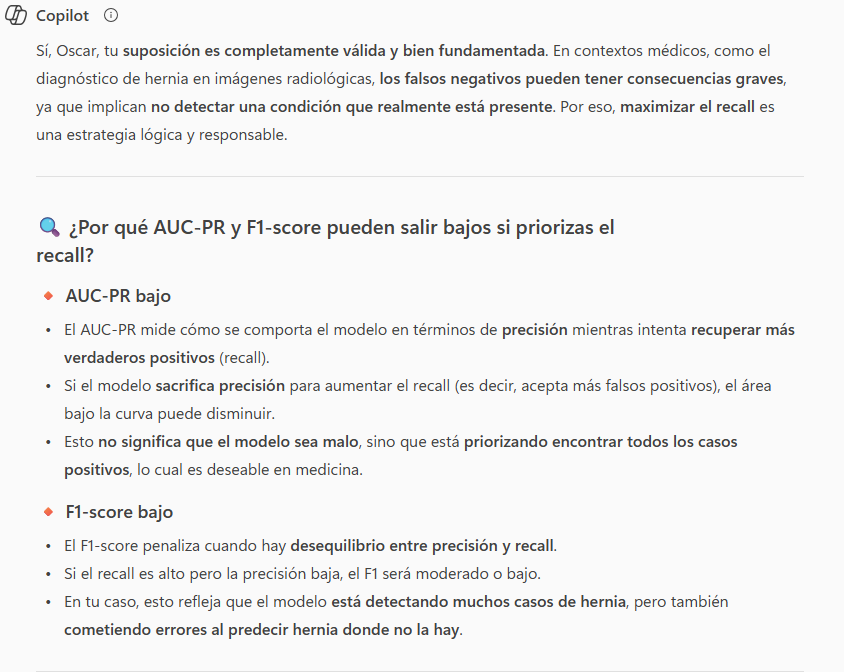 Copilot
Sí, Oscar, tu suposición es completamente válida y bien fundamentada. En contextos médicos, como el
diagnóstico de hernia en imágenes radiológicas, los falsos negativos pueden tener consecuencias graves,
ya que implican no detectar una condición que realmente está presente. Por eso, maximizar el recall es
una estrategia lógica y responsable.
🔍 ¿Por qué AUC-PR y F1-score pueden salir bajos si priorizas el
recall?
🔸 AUC-PR bajo
• El AUC-PR mide cómo se comporta el modelo en términos de precisión mientras intenta recuperar más
verdaderos positivos (recall).
• Si el modelo sacrifica precisión para aumentar el recall (es decir, acepta más falsos positivos), el área
bajo la curva puede disminuir.
• Esto no significa que el modelo sea malo, sino que está priorizando encontrar todos los casos
positivos, lo cual es deseable en medicina.
🔸 F1-score bajo
• El F1-score penaliza cuando hay desequilibrio entre precisión y recall.
• Si el recall es alto pero la precisión baja, el F1 será moderado o bajo.
• En tu caso, esto refleja que el modelo está detectando muchos casos de hernia, pero también
cometiendo errores al predecir hernia donde no la hay.